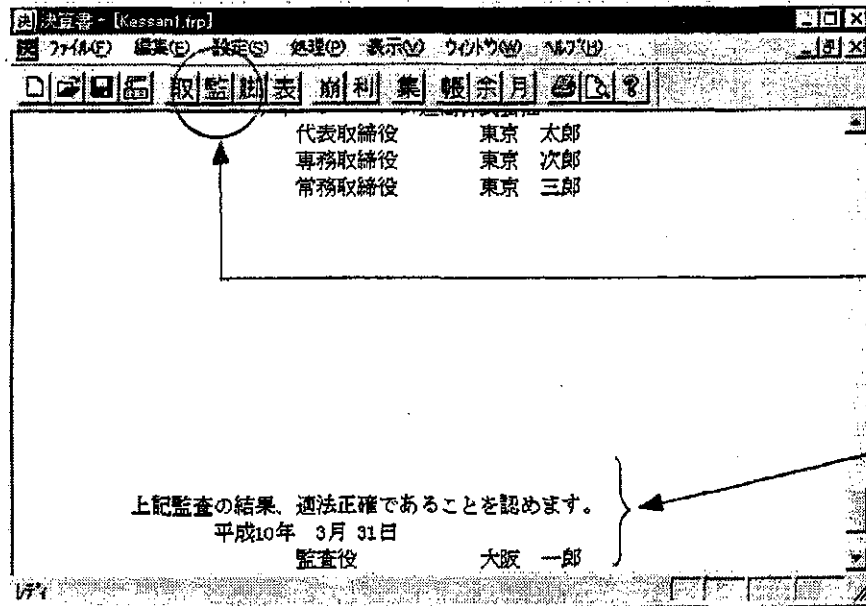 決算書 - [Kessan1.frp]
ファイル(F) 編集(E) 設定(S) 処理(P) 表示(V) ウィンドウ(W) ヘルプ(H)
取 監 脚 表 崩 利 集 帳 余 月
代表取締役 東京 太郎
専務取締役 東京 次郎
常務取締役 東京 三郎
上記監査の結果、適法正確であることを認めます。
平成10年 3月 31日
監査役 大阪 一郎
レディ